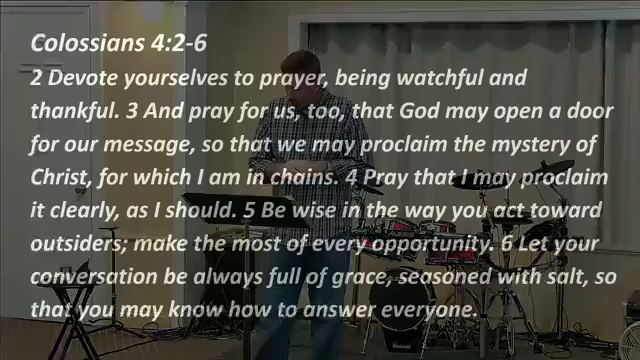 Colossians 4:2-6
2 Devote yourselves to prayer, being watchful and
thankful. 3 And pray for us, too, that God may open a door
for our message, so that we may proclaim the mystery of
Christ, for which I am in chains. 4 Pray that I may proclaim
it clearly, as I should. 5 Be wise in the way you act toward
outsiders; make the most of every opportunity. 6 Let your
conversation be always full of grace, seasoned with salt, so
that you may know how to answer everyone.